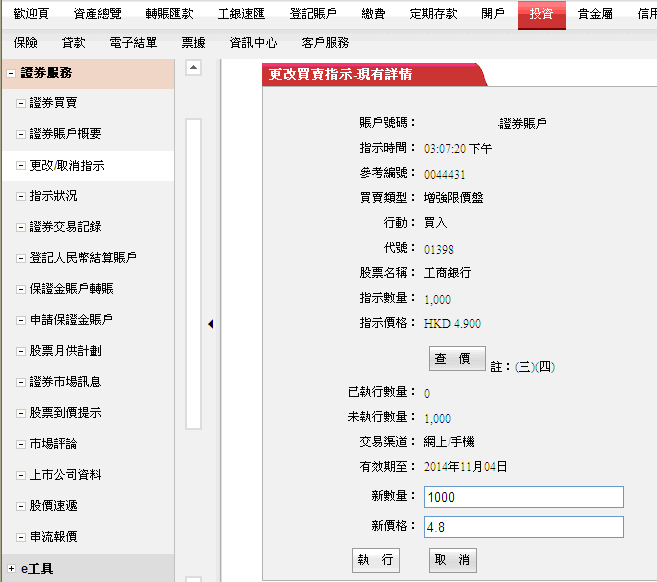 歡迎頁 資產總覽 轉賬匯款 工銀速匯 登記賬戶 繳費 定期存款 開戶 投資 貴金屬 信用
保險 貸款 電子結單 票據 資訊中心 客戶服務
證券服務
證券買賣
證券賬戶概要
更改/取消指示
指示狀況
證券交易記錄
登記人民幣結算賬戶
保證金賬戶轉賬
申請保證金賬戶
股票月供計劃
證券市場訊息
股票到價提示
市場評論
上市公司資料
股價速遞
串流報價
e工具
更改買賣指示-現有詳情
賬戶號碼： -證券賬戶
指示時間： 03:07:20 下午
參考編號： 0044431
買賣類型： 增強限價盤
行動： 買入
代號： 01398
股票名稱： 工商銀行
指示數量： 1,000
指示價格： HKD 4.900
查 價 註：(三)(四)
已執行數量： 0
未執行數量： 1,000
交易渠道： 網上/手機
有效期至： 2014年11月04日
新數量： 1000
新價格： 4.8
執 行 取 消